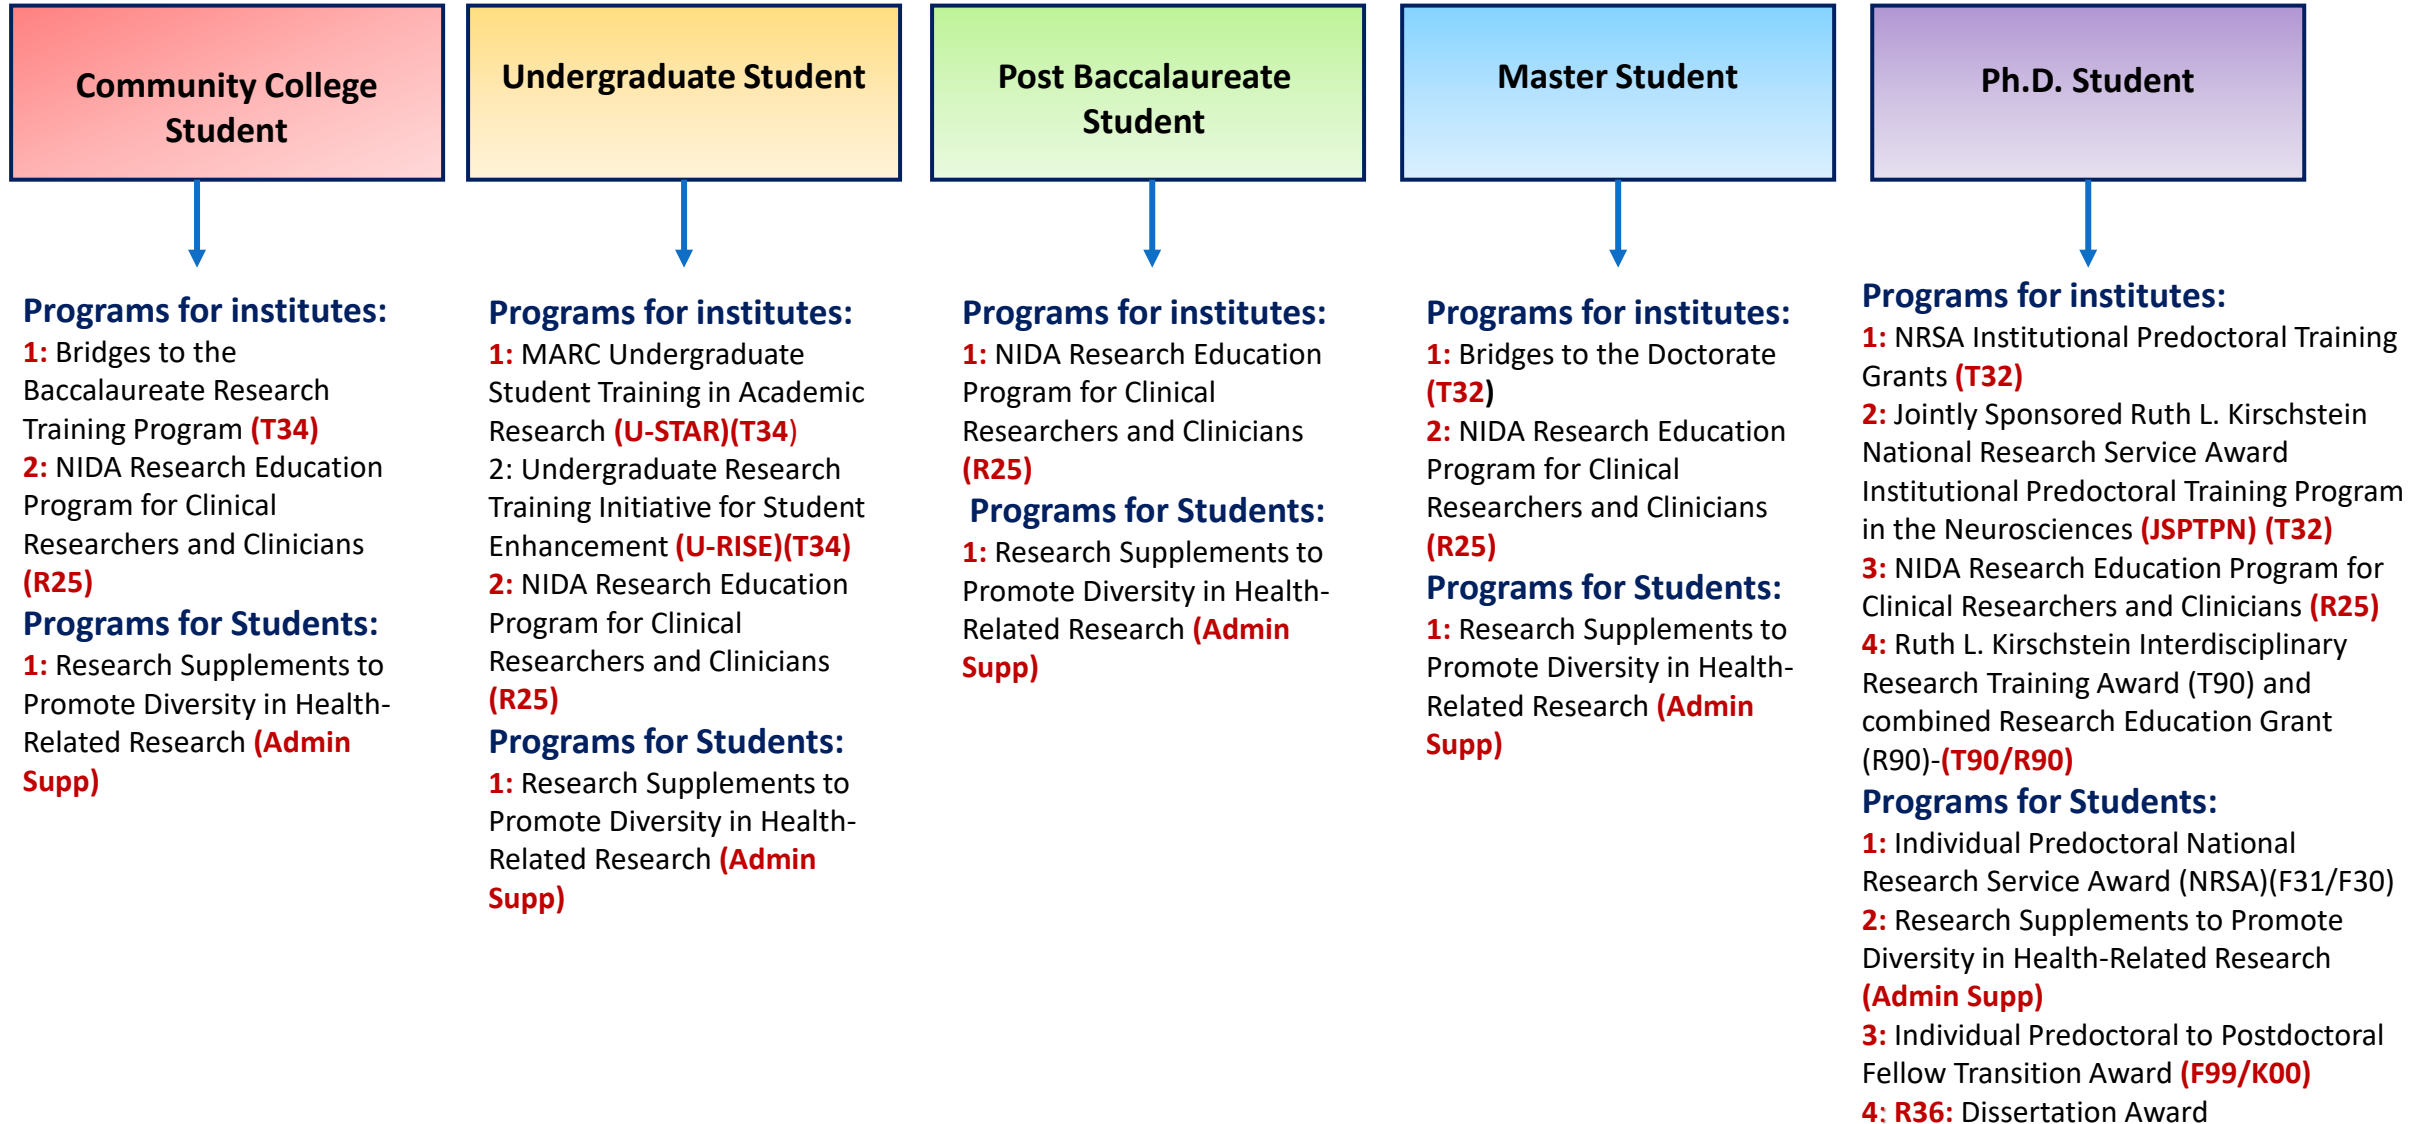 Community College
Student
Undergraduate Student
Post Baccalaureate
Student
Master Student
Ph.D. Student
Programs for institutes:
1: Bridges to the
Baccalaureate Research
Training Program (T34)
2: NIDA Research Education
Program for Clinical
Researchers and Clinicians
(R25)
Programs for Students:
1: Research Supplements to
Promote Diversity in Health-
Related Research (Admin
Supp)
Programs for institutes:
1: MARC Undergraduate
Student Training in Academic
Research (U-STAR)(T34)
2: Undergraduate Research
Training Initiative for Student
Enhancement (U-RISE)(T34)
2: NIDA Research Education
Program for Clinical
Researchers and Clinicians
(R25)
Programs for Students:
1: Research Supplements to
Promote Diversity in Health-
Related Research (Admin
Supp)
Programs for institutes:
1: NIDA Research Education
Program for Clinical
Researchers and Clinicians
(R25)
Programs for Students:
1: Research Supplements to
Promote Diversity in Health-
Related Research (Admin
Supp)
Programs for institutes:
1: Bridges to the Doctorate
(T32)
2: NIDA Research Education
Program for Clinical
Researchers and Clinicians
(R25)
Programs for Students:
1: Research Supplements to
Promote Diversity in Health-
Related Research (Admin
Supp)
Programs for institutes:
1: NRSA Institutional Predoctoral Training
Grants (T32)
2: Jointly Sponsored Ruth L. Kirschstein
National Research Service Award
Institutional Predoctoral Training Program
in the Neurosciences (JSPTPN) (T32)
3: NIDA Research Education Program for
Clinical Researchers and Clinicians (R25)
4: Ruth L. Kirschstein Interdisciplinary
Research Training Award (T90) and
combined Research Education Grant
(R90)-(T90/R90)
Programs for Students:
1: Individual Predoctoral National
Research Service Award (NRSA)(F31/F30)
2: Research Supplements to Promote
Diversity in Health-Related Research
(Admin Supp)
3: Individual Predoctoral to Postdoctoral
Fellow Transition Award (F99/K00)
4: R36: Dissertation Award